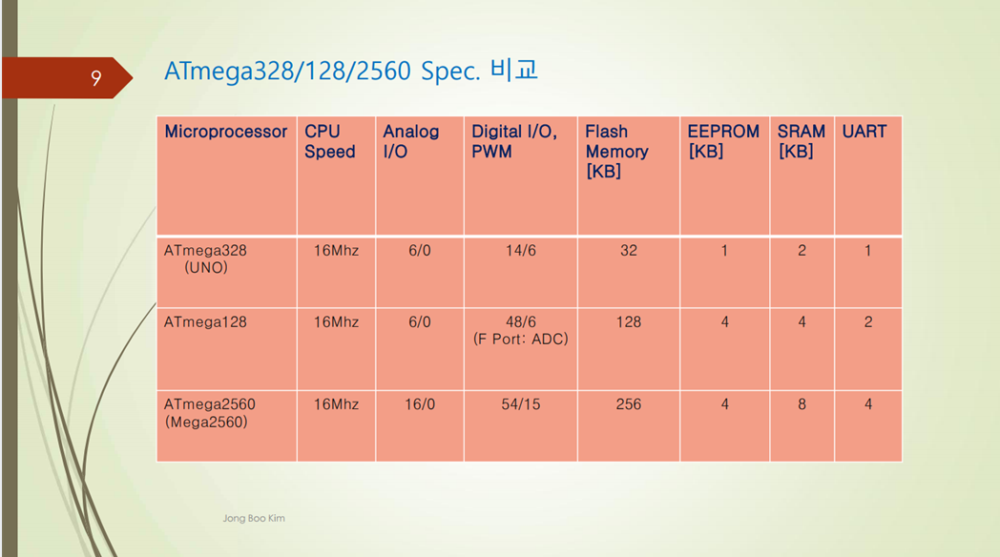 9
ATmega328/128/2560 Spec. 비교
Microprocessor CPU Speed Analog I/O Digital I/O, PWM Flash Memory [KB] EEPROM [KB] SRAM [KB] UART
ATmega328 (UNO) 16Mhz 6/0 14/6 32 1 2 1
ATmega128 16Mhz 6/0 48/6 (F Port: ADC) 128 4 4 2
ATmega2560 (Mega2560) 16Mhz 16/0 54/15 256 4 8 4
Jong Boo Kim